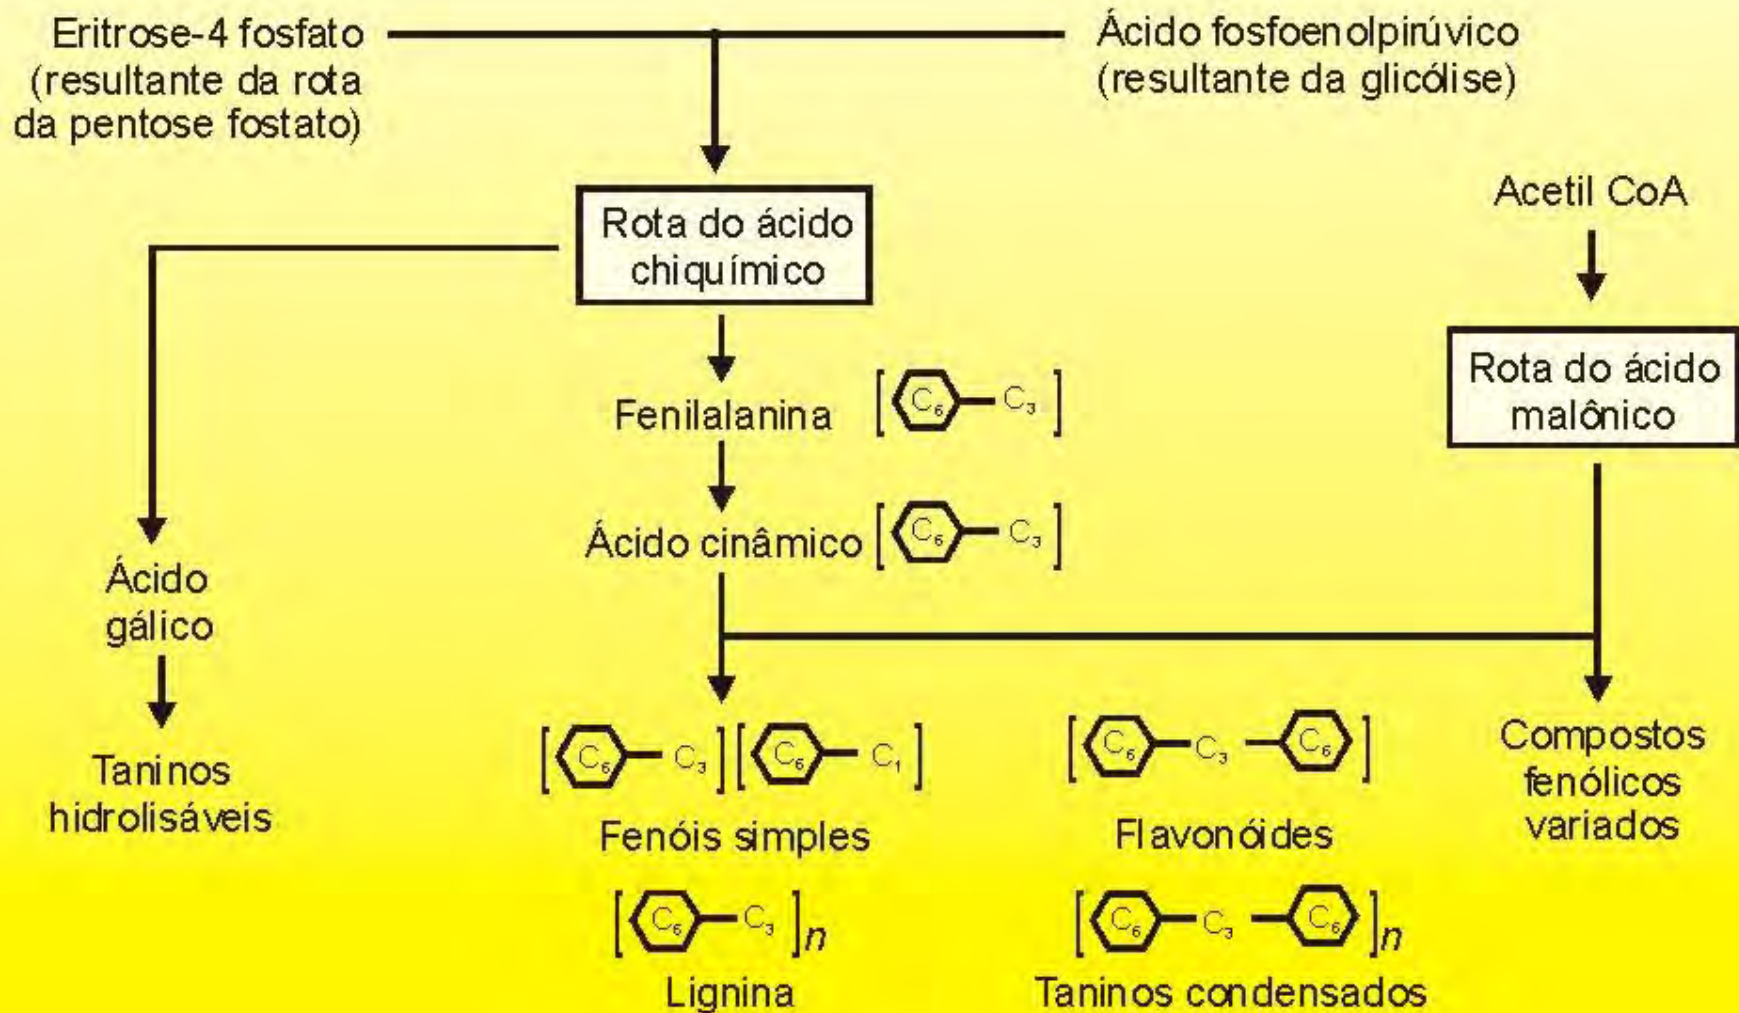 Eritrose-4 fosfato
(resultante da rota
da pentose fostato)
Ácido fosfoenolpirúvico
(resultante da glicólise)
Acetil CoA
Rota do ácido
chiquímico
Rota do ácido
malônico
Fenilalanina [C₆ C₃]
Ácido cinâmico [C₆ C₃]
Ácido
gálico
Taninos
hidrolisáveis
[C₆ C₃] [C₆ C₁]
Fenóis simples
[C₆ C₃]n
Lignina
[C₆ C₃ C₆]
Flavonóides
[C₆ C₃ C₆]n
Taninos condensados
Compostos
fenólicos
variados